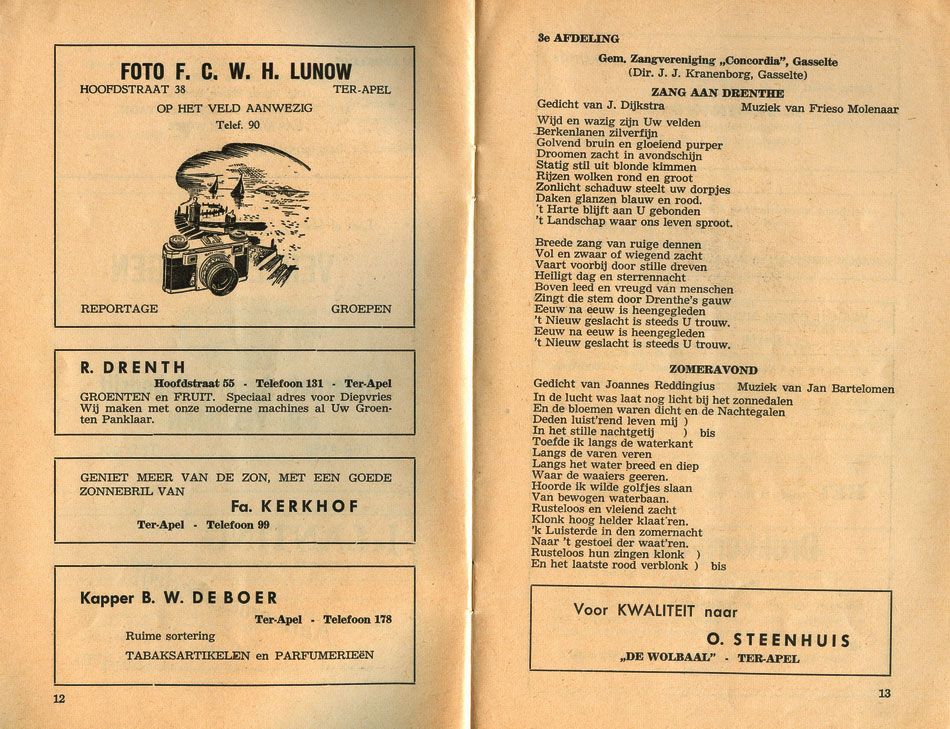 FOTO F. C. W. H. LUNOW
HOOFDSTRAAT 38 TER-APEL
OP HET VELD AANWEZIG
Telef. 90
REPORTAGE GROEPEN
R. DRENTH
Hoofdstraat 55 - Telefoon 131 - Ter-Apel
GROENTEN en FRUIT. Speciaal adres voor Diepvries
Wij maken met onze moderne machines al Uw Groen-
ten Panklaar.
GENIET MEER VAN DE ZON, MET EEN GOEDE
ZONNEBRIL VAN
Fa. KERKHOF
Ter-Apel - Telefoon 99
Kapper B. W. DE BOER
Ter-Apel - Telefoon 178
Ruime sortering
TABAKSARTIKELEN en PARFUMERIEëN
12
3e AFDELING
Gem. Zangvereniging „Concordia”, Gasselte
(Dir. J. J. Kranenborg, Gasselte)
ZANG AAN DRENTHE
Gedicht van J. Dijkstra Muziek van Frieso Molenaar
Wijd en wazig zijn Uw velden
Berkenlanen zilverfijn
Golvend bruin en gloeiend purper
Droomen zacht in avondschijn
Statig stil uit blonde kimmen
Rijzen wolken rond en groot
Zonlicht schaduw steelt uw dorpjes
Daken glanzen blauw en rood.
't Harte blijft aan U gebonden
't Landschap waar ons leven sproot.
Breede zang van ruige dennen
Vol en zwaar of wiegend zacht
Vaart voorbij door stille dreven
Heiligt dag en sterrennacht
Boven leed en vreugd van menschen
Zingt die stem door Drenthe's gauw
Eeuw na eeuw is heengegleden
't Nieuw geslacht is steeds U trouw.
Eeuw na eeuw is heengegleden
't Nieuw geslacht is steeds U trouw.
ZOMERAVOND
Gedicht van Joannes Reddingius Muziek van Jan Bartelomen
In de lucht was laat nog licht bij het zonnedalen
En de bloemen waren dicht en de Nachtegalen
Deden luist'rend leven mij )
In het stille nachtgetij ) bis
Toefde ik langs de waterkant
Langs de varen veren
Langs het water breed en diep
Waar de waaiers geeren.
Hoorde ik wilde golfjes slaan
Van bewogen waterbaan.
Rusteloos en vleiend zacht
Klonk hoog helder klaat'ren.
'k Luisterde in den zomernacht
Naar 't gestoei der waat'ren.
Rusteloos hun zingen klonk )
En het laatste rood verblonk ) bis
Voor KWALITEIT naar
O. STEENHUIS
„DE WOLBAAL” - TER-APEL
13